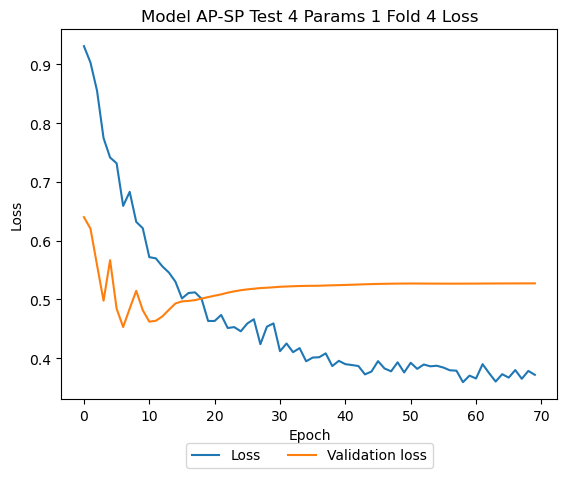 Model AP-SP Test 4 Params 1 Fold 4 Loss
0.9
0.8
0.7
0.6
0.5
0.4
Loss
0 10 20 30 40 50 60 70
Epoch
Loss Validation loss